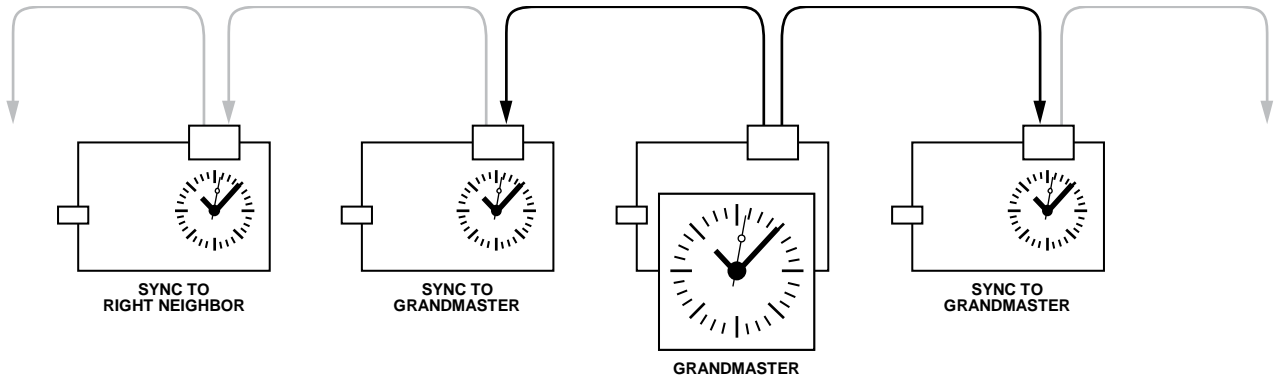 SYNC TO
RIGHT NEIGHBOR
SYNC TO
GRANDMASTER
GRANDMASTER
SYNC TO
GRANDMASTER